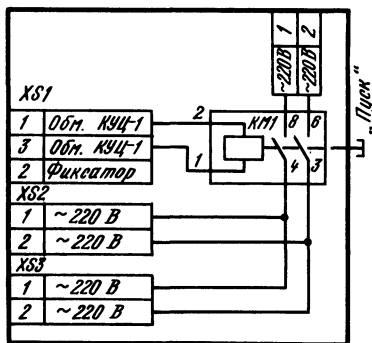 1 2
~220 В ~220 В
XS1
1 Обм. КУЦ-1
3 Обм. КУЦ-1
2 Фиксатор
2 КМ1 8 6
1 4 3
„Пуск“
XS2
1 ~220 В
2 ~220 В
XS3
1 ~220 В
2 ~220 В